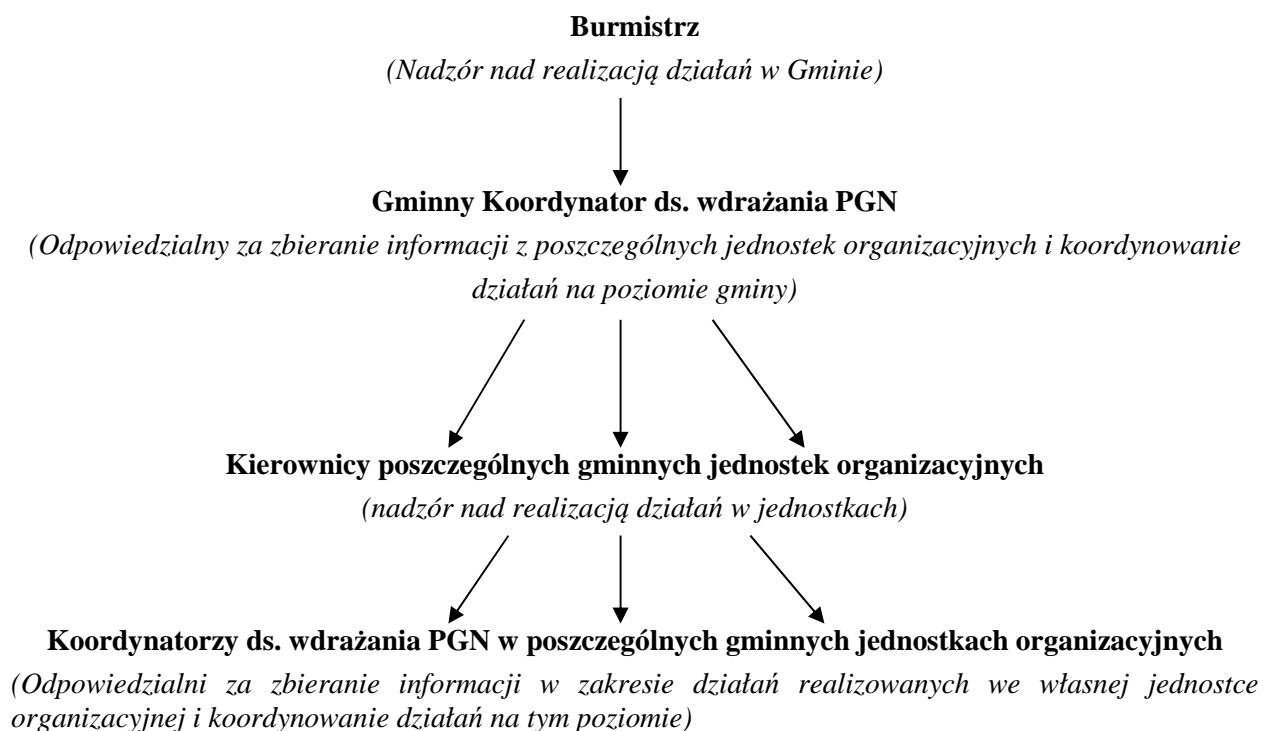 Burmistrz
(Nadzór nad realizacją działań w Gminie)
Gminny Koordynator ds. wdrażania PGN
(Odpowiedzialny za zbieranie informacji z poszczególnych jednostek organizacyjnych i koordynowanie
działań na poziomie gminy)
Kierownicy poszczególnych gminnych jednostek organizacyjnych
(nadzór nad realizacją działań w jednostkach)
Koordynatorzy ds. wdrażania PGN w poszczególnych gminnych jednostkach organizacyjnych
(Odpowiedzialni za zbieranie informacji w zakresie działań realizowanych we własnej jednostce
organizacyjnej i koordynowanie działań na tym poziomie)